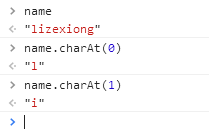 > name
< "lizexiong"
> name.charAt(0)
< "l"
> name.charAt(1)
< "i"
>